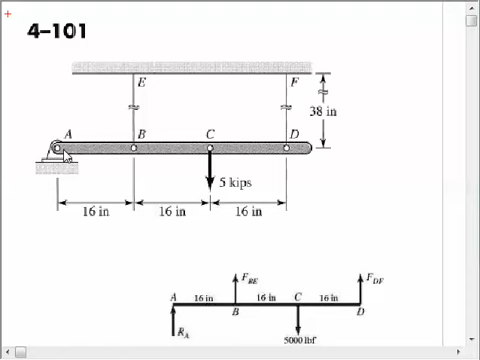 4–101
E F
38 in
A B C D
5 kips
16 in 16 in 16 in
F_BE F_DF
A 16 in 16 in C 16 in
B D
R_A
5000 lbf